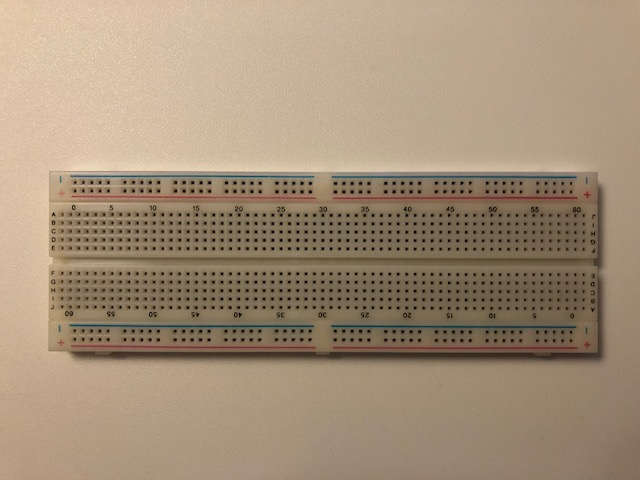 − −
+ +
0 5 10 15 20 25 30 35 40 45 50 55 60
A J
B I
C H
D G
E F
F E
G D
H C
I B
J A
60 55 50 45 40 35 30 25 20 15 10 5 0
− −
+ +